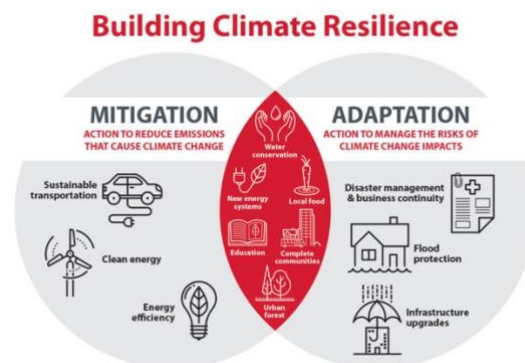 Building Climate Resilience
MITIGATION
ACTION TO REDUCE EMISSIONS
THAT CAUSE CLIMATE CHANGE
Sustainable
transportation
Clean energy
Energy
efficiency
Water
conservation
New energy
systems
Local food
Education
Complete
communities
Urban
forest
ADAPTATION
ACTION TO MANAGE THE RISKS OF
CLIMATE CHANGE IMPACTS
Disaster management
& business continuity
Flood
protection
Infrastructure
upgrades